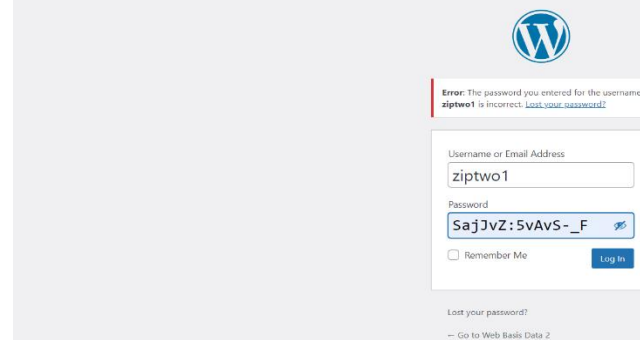 Error: The password you entered for the username
ziptwo1 is incorrect. Lost your password?
Username or Email Address
ziptwo1
Password
SajJvZ:5vAvS-_F
Remember Me
Log In
Lost your password?
← Go to Web Basis Data 2